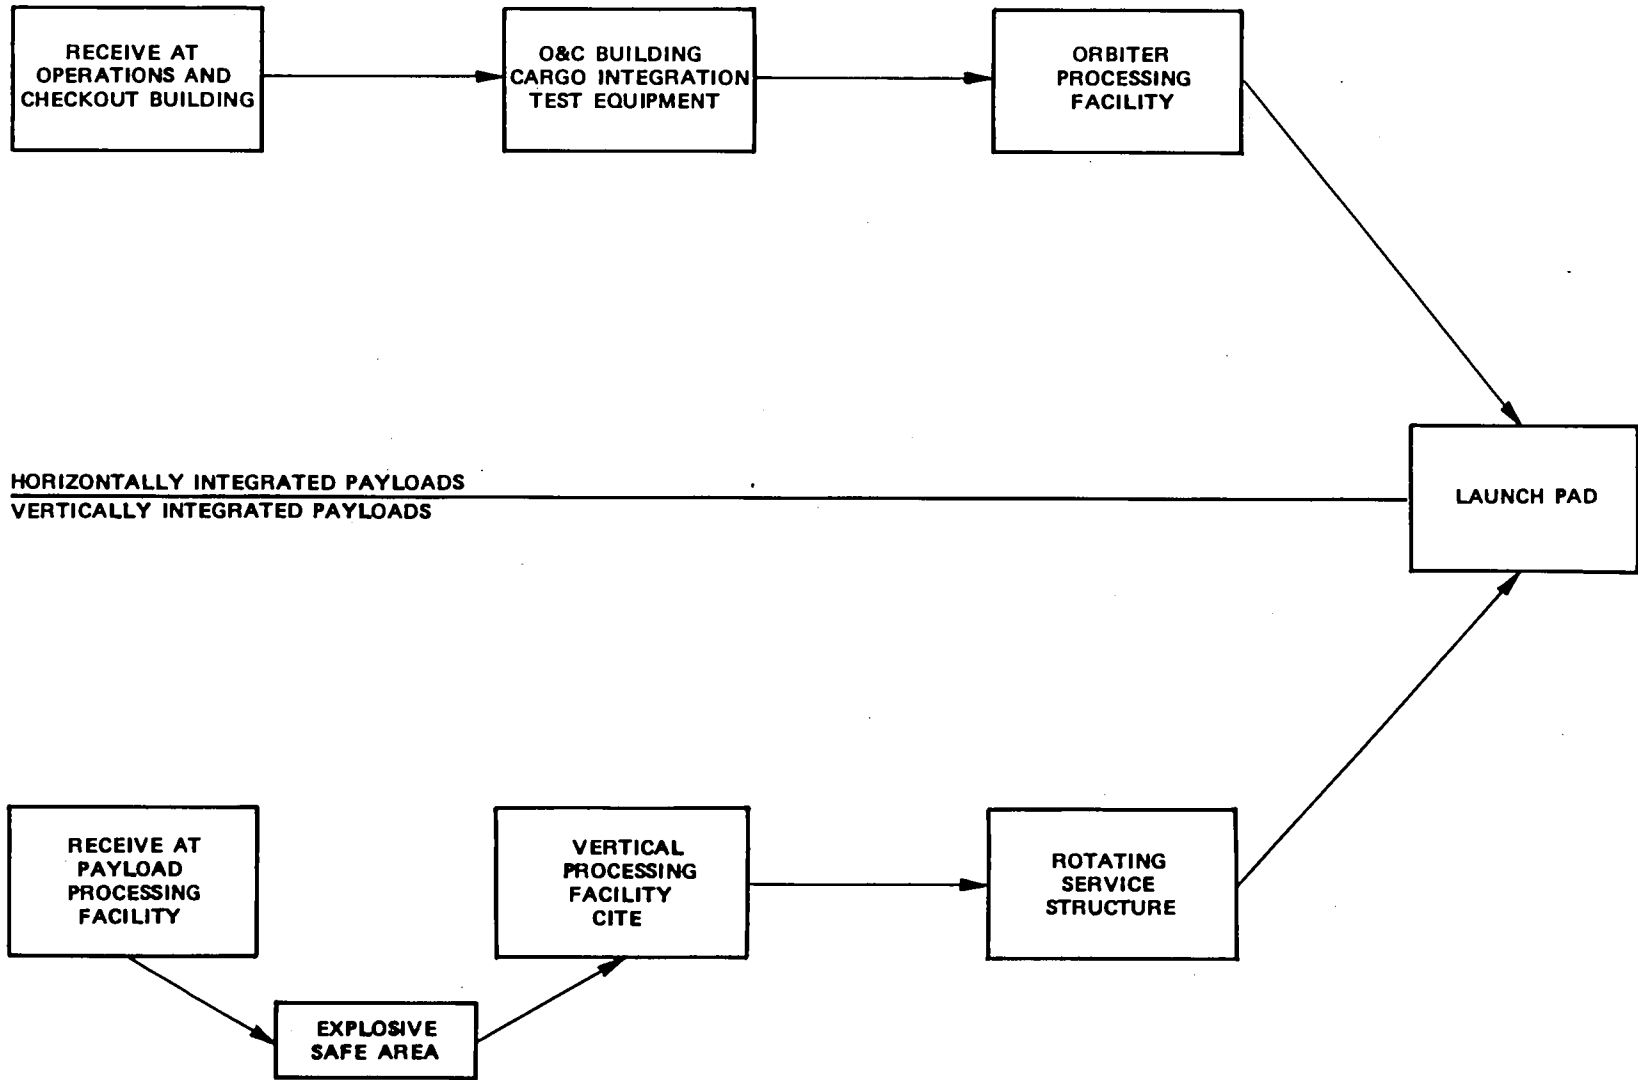 RECEIVE AT
OPERATIONS AND
CHECKOUT BUILDING
O&C BUILDING
CARGO INTEGRATION
TEST EQUIPMENT
ORBITER
PROCESSING
FACILITY
HORIZONTALLY INTEGRATED PAYLOADS
VERTICALLY INTEGRATED PAYLOADS
LAUNCH PAD
RECEIVE AT
PAYLOAD
PROCESSING
FACILITY
EXPLOSIVE
SAFE AREA
VERTICAL
PROCESSING
FACILITY
CITE
ROTATING
SERVICE
STRUCTURE